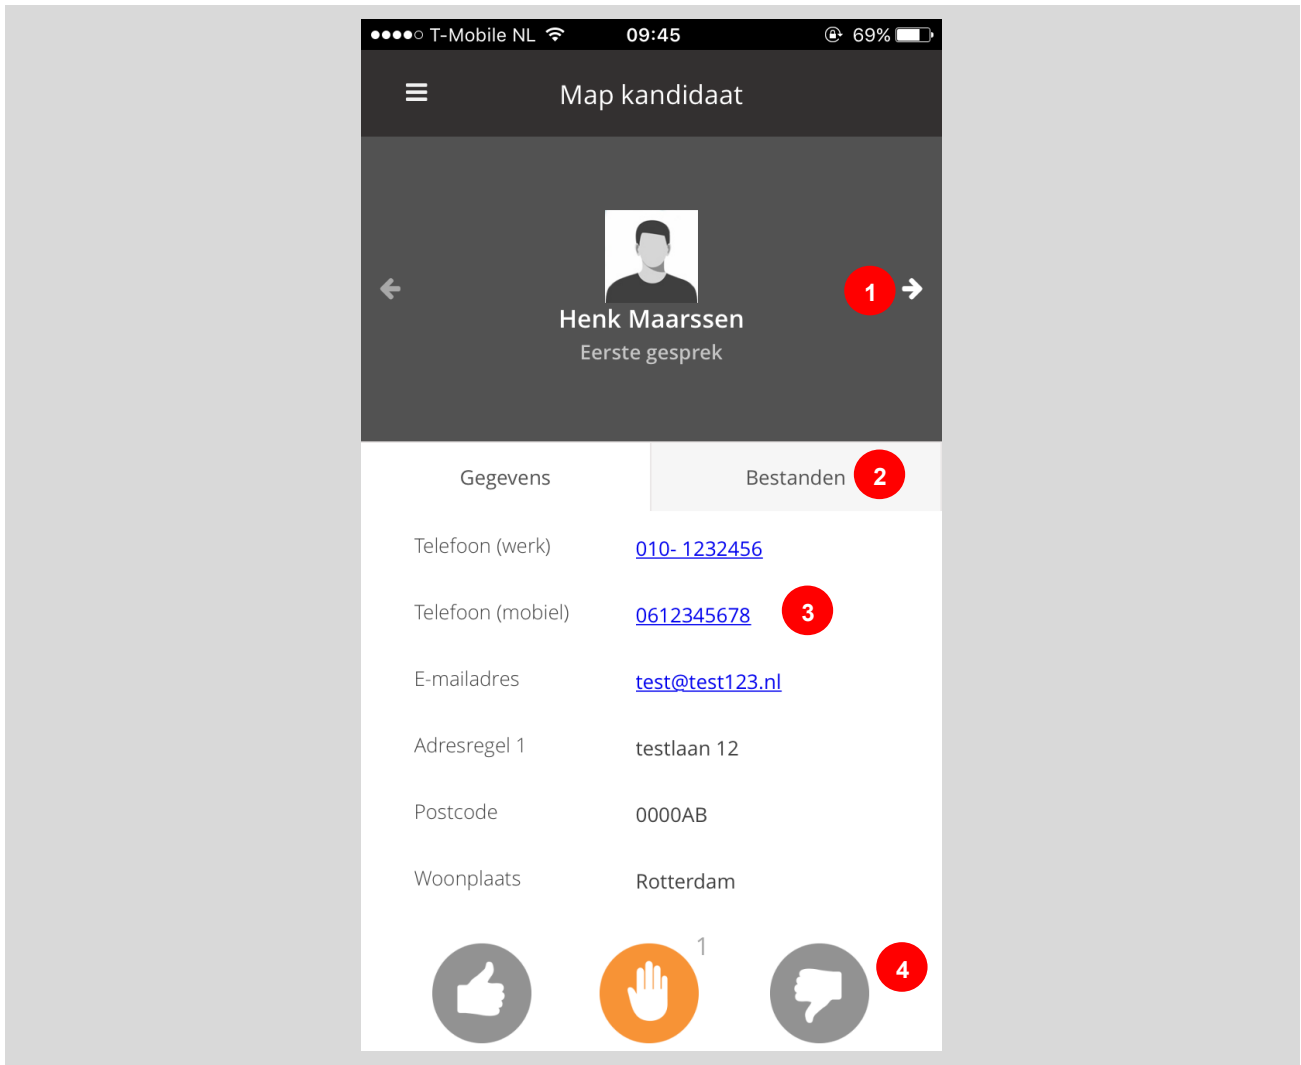 T-Mobile NL 09:45 69%
Map kandidaat
1
Henk Maarssen
Eerste gesprek
Gegevens Bestanden 2
Telefoon (werk) 010- 1232456
Telefoon (mobiel) 0612345678 3
E-mailadres test@test123.nl
Adresregel 1 testlaan 12
Postcode 0000AB
Woonplaats Rotterdam
1
4